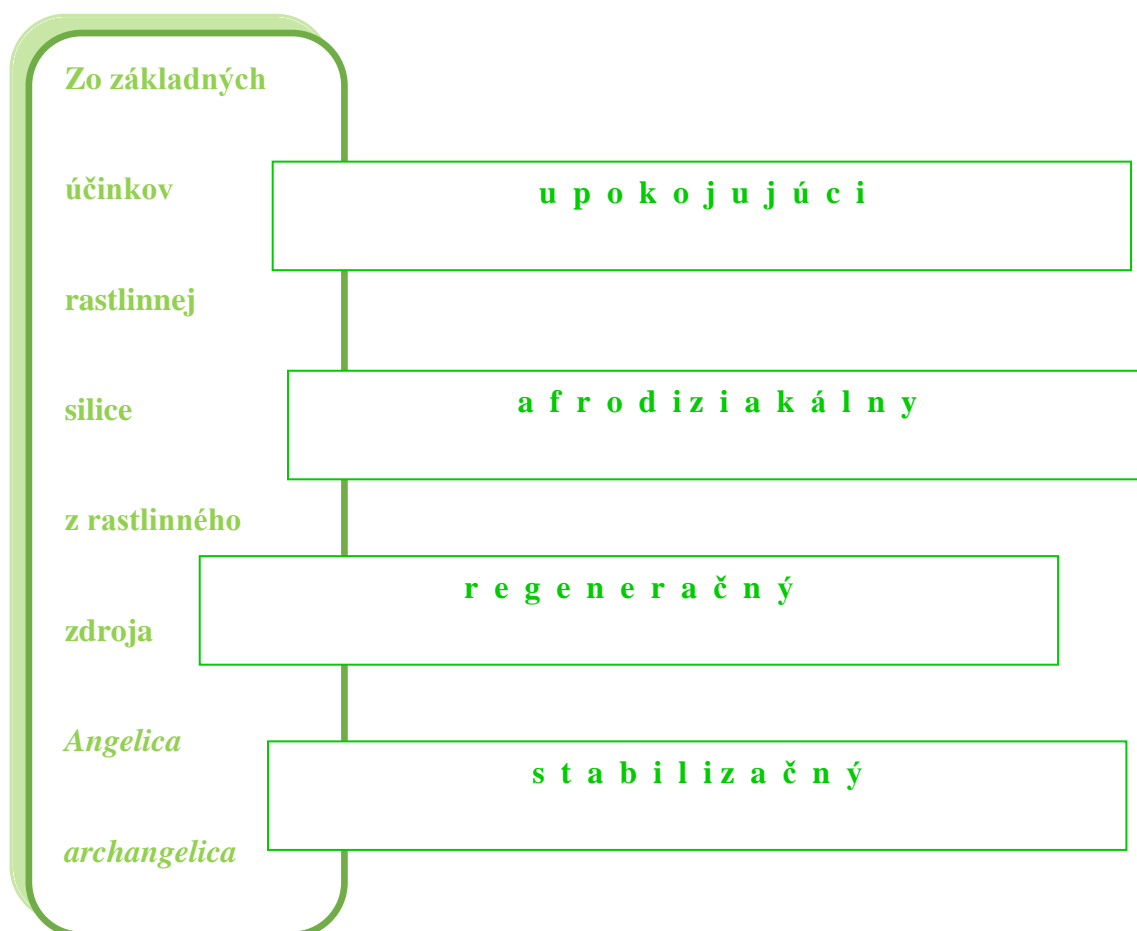 Zo základných
účinkov
rastlinnej
silice
z rastlinného
zdroja
Angelica
archangelica
u p o k o j u j ú c i
a f r o d i z i a k á l n y
r e g e n e r a č n ý
s t a b i l i z a č n ý